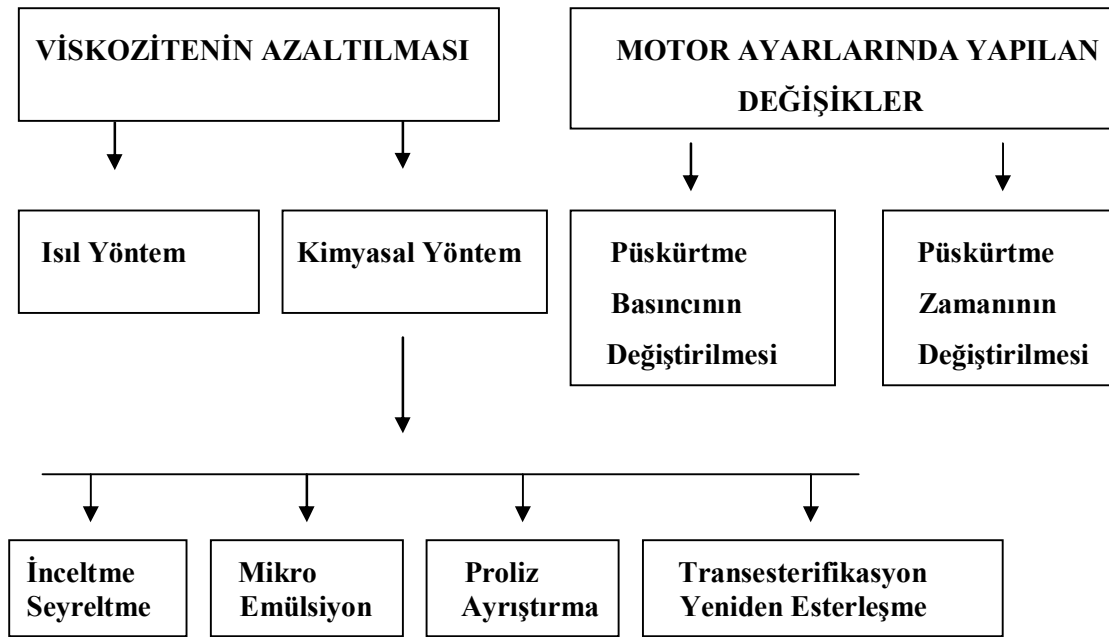 VİSKOZİTENİN AZALTILMASI
MOTOR AYARLARINDA YAPILAN
DEĞİŞİKLER
Isıl Yöntem
Kimyasal Yöntem
Püskürtme
Basıncının
Değiştirilmesi
Püskürtme
Zamanının
Değiştirilmesi
İnceltme
Seyreltme
Mikro
Emülsiyon
Proliz
Ayrıştırma
Transesterifikasyon
Yeniden Esterleşme